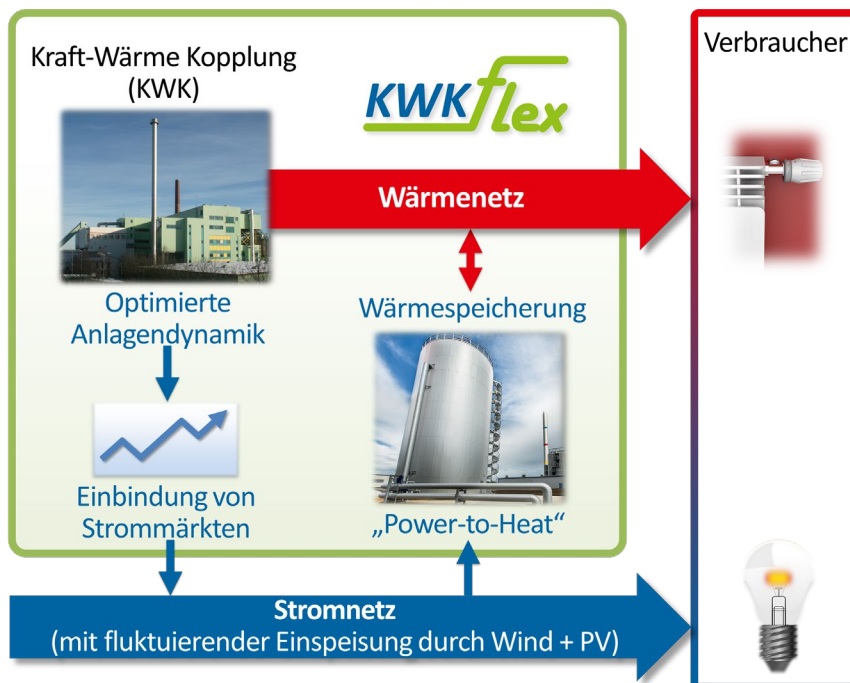 Kraft-Wärme Kopplung
(KWK)
KWKflex
Verbraucher
Wärmenetz
Optimierte
Anlagendynamik
Wärmespeicherung
Einbindung von
Strommärkten
„Power-to-Heat“
Stromnetz
(mit fluktuierender Einspeisung durch Wind + PV)